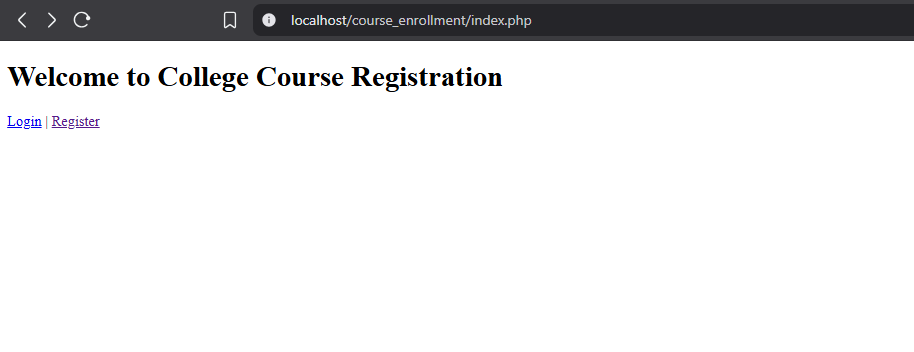 localhost/course_enrollment/index.php
Welcome to College Course Registration
Login | Register